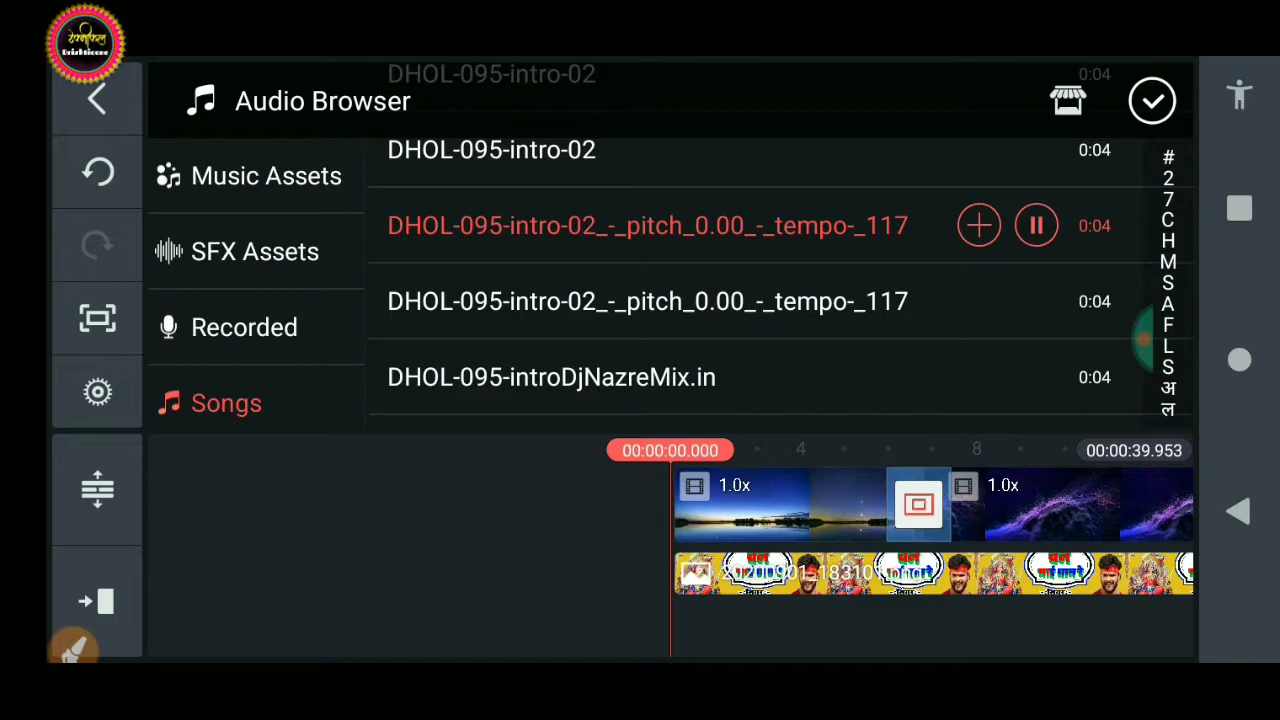 Drishticone
DHOL-095-intro-02 0:04
Audio Browser
DHOL-095-intro-02 0:04
Music Assets
DHOL-095-intro-02_-_pitch_0.00_-_tempo-_117 0:04
SFX Assets
DHOL-095-intro-02_-_pitch_0.00_-_tempo-_117 0:04
Recorded
DHOL-095-introDjNazreMix.in 0:04
Songs
#
2
7
C
H
M
S
A
F
L
S
अ
ल
00:00:00.000 4 8 00:00:39.953
1.0x 1.0x
20200901_183101.png